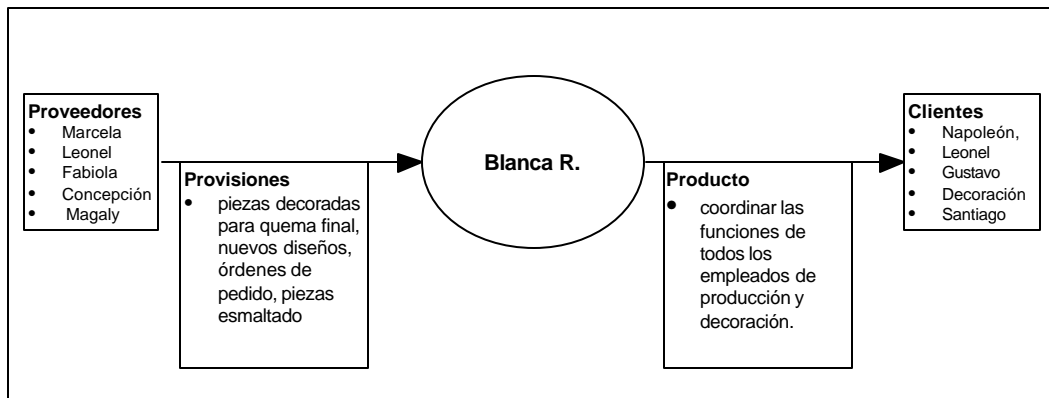 Proveedores
• Marcela
• Leonel
• Fabiola
• Concepción
• Magaly
Provisiones
• piezas decoradas
para quema final,
nuevos diseños,
órdenes de
pedido, piezas
esmaltado
Blanca R.
Producto
• coordinar las
funciones de
todos los
empleados de
producción y
decoración.
Clientes
• Napoleón,
• Leonel
• Gustavo
• Decoración
• Santiago